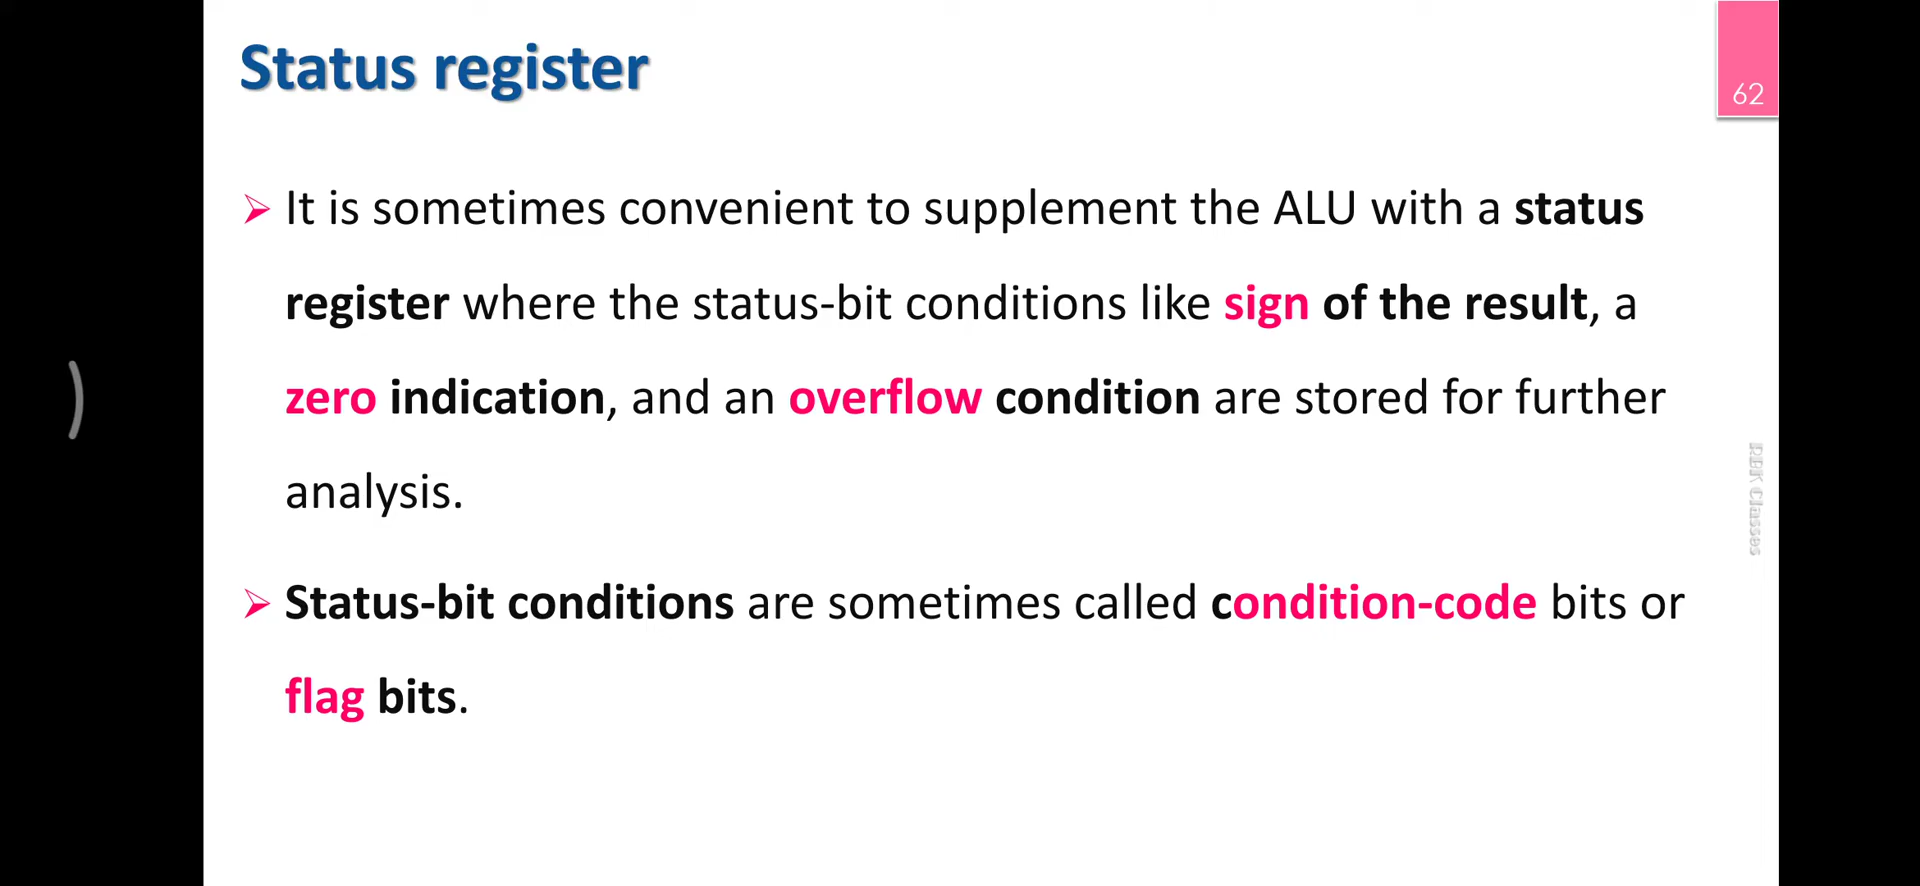 Status register
62
➢ It is sometimes convenient to supplement the ALU with a status
register where the status-bit conditions like sign of the result, a
zero indication, and an overflow condition are stored for further
analysis.
➢ Status-bit conditions are sometimes called condition-code bits or
flag bits.
RBK Classes